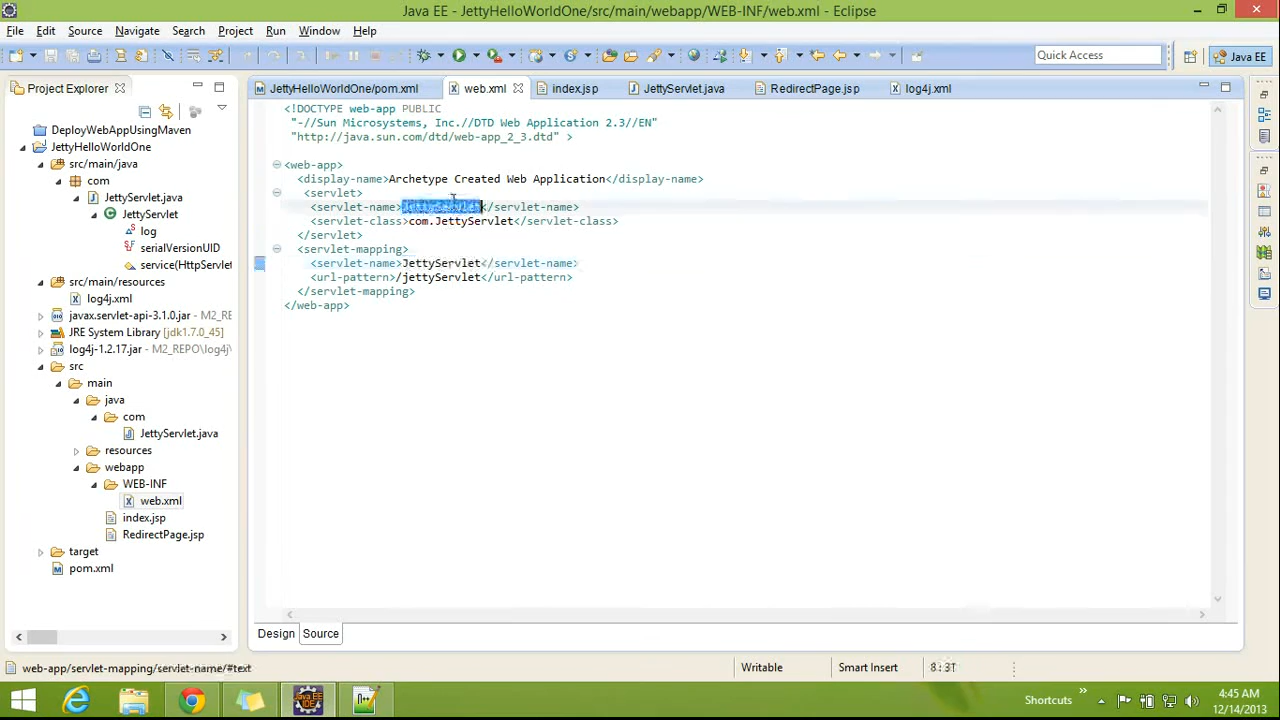 Java EE - JettyHelloWorldOne/src/main/webapp/WEB-INF/web.xml - Eclipse
File Edit Source Navigate Search Project Run Window Help
Quick Access
Java EE
Project Explorer
JettyHelloWorldOne/pom.xml
web.xml
index.jsp
JettyServlet.java
RedirectPage.jsp
log4j.xml
DeployWebAppUsingMaven
JettyHelloWorldOne
src/main/java
com
JettyServlet.java
JettyServlet
log
serialVersionUID
service(HttpServlet
src/main/resources
log4j.xml
javax.servlet-api-3.1.0.jar - M2_RE
JRE System Library [jdk1.7.0_45]
log4j-1.2.17.jar - M2_REPO\log4j\
src
main
java
com
JettyServlet.java
resources
webapp
WEB-INF
web.xml
index.jsp
RedirectPage.jsp
target
pom.xml
<!DOCTYPE web-app PUBLIC
"-//Sun Microsystems, Inc.//DTD Web Application 2.3//EN"
"http://java.sun.com/dtd/web-app_2_3.dtd" >
<web-app>
<display-name>Archetype Created Web Application</display-name>
<servlet>
<servlet-name>JettyServlet</servlet-name>
<servlet-class>com.JettyServlet</servlet-class>
</servlet>
<servlet-mapping>
<servlet-name>JettyServlet</servlet-name>
<url-pattern>/jettyServlet</url-pattern>
</servlet-mapping>
</web-app>
Design Source
web-app/servlet-mapping/servlet-name/#text
Writable
Smart Insert
Java EE
IDE
Shortcuts
4:45 AM
12/14/2013